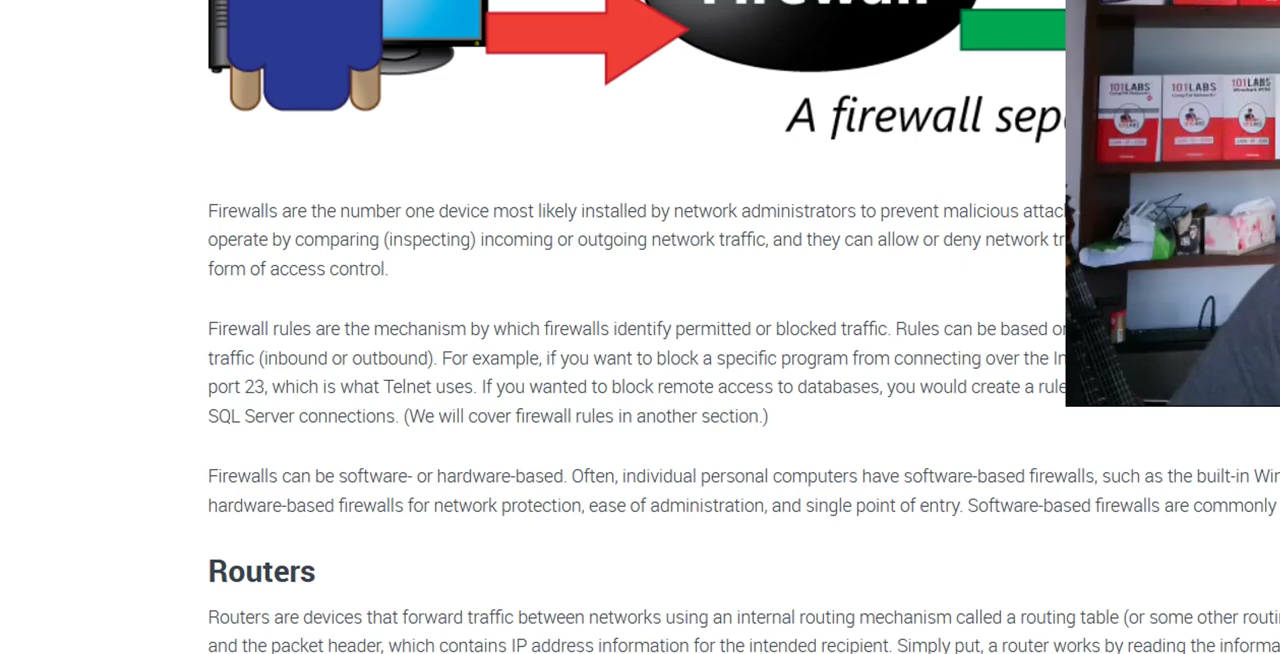 Firewall
A firewall sep
101LABS 101LABS 101LABS
Firewalls are the number one device most likely installed by network administrators to prevent malicious attac
operate by comparing (inspecting) incoming or outgoing network traffic, and they can allow or deny network tr
form of access control.
Firewall rules are the mechanism by which firewalls identify permitted or blocked traffic. Rules can be based on
traffic (inbound or outbound). For example, if you want to block a specific program from connecting over the In
port 23, which is what Telnet uses. If you wanted to block remote access to databases, you would create a rule
SQL Server connections. (We will cover firewall rules in another section.)
Firewalls can be software- or hardware-based. Often, individual personal computers have software-based firewalls, such as the built-in Win
hardware-based firewalls for network protection, ease of administration, and single point of entry. Software-based firewalls are commonly
Routers
Routers are devices that forward traffic between networks using an internal routing mechanism called a routing table (or some other routi
and the packet header, which contains IP address information for the intended recipient. Simply put, a router works by reading the informa